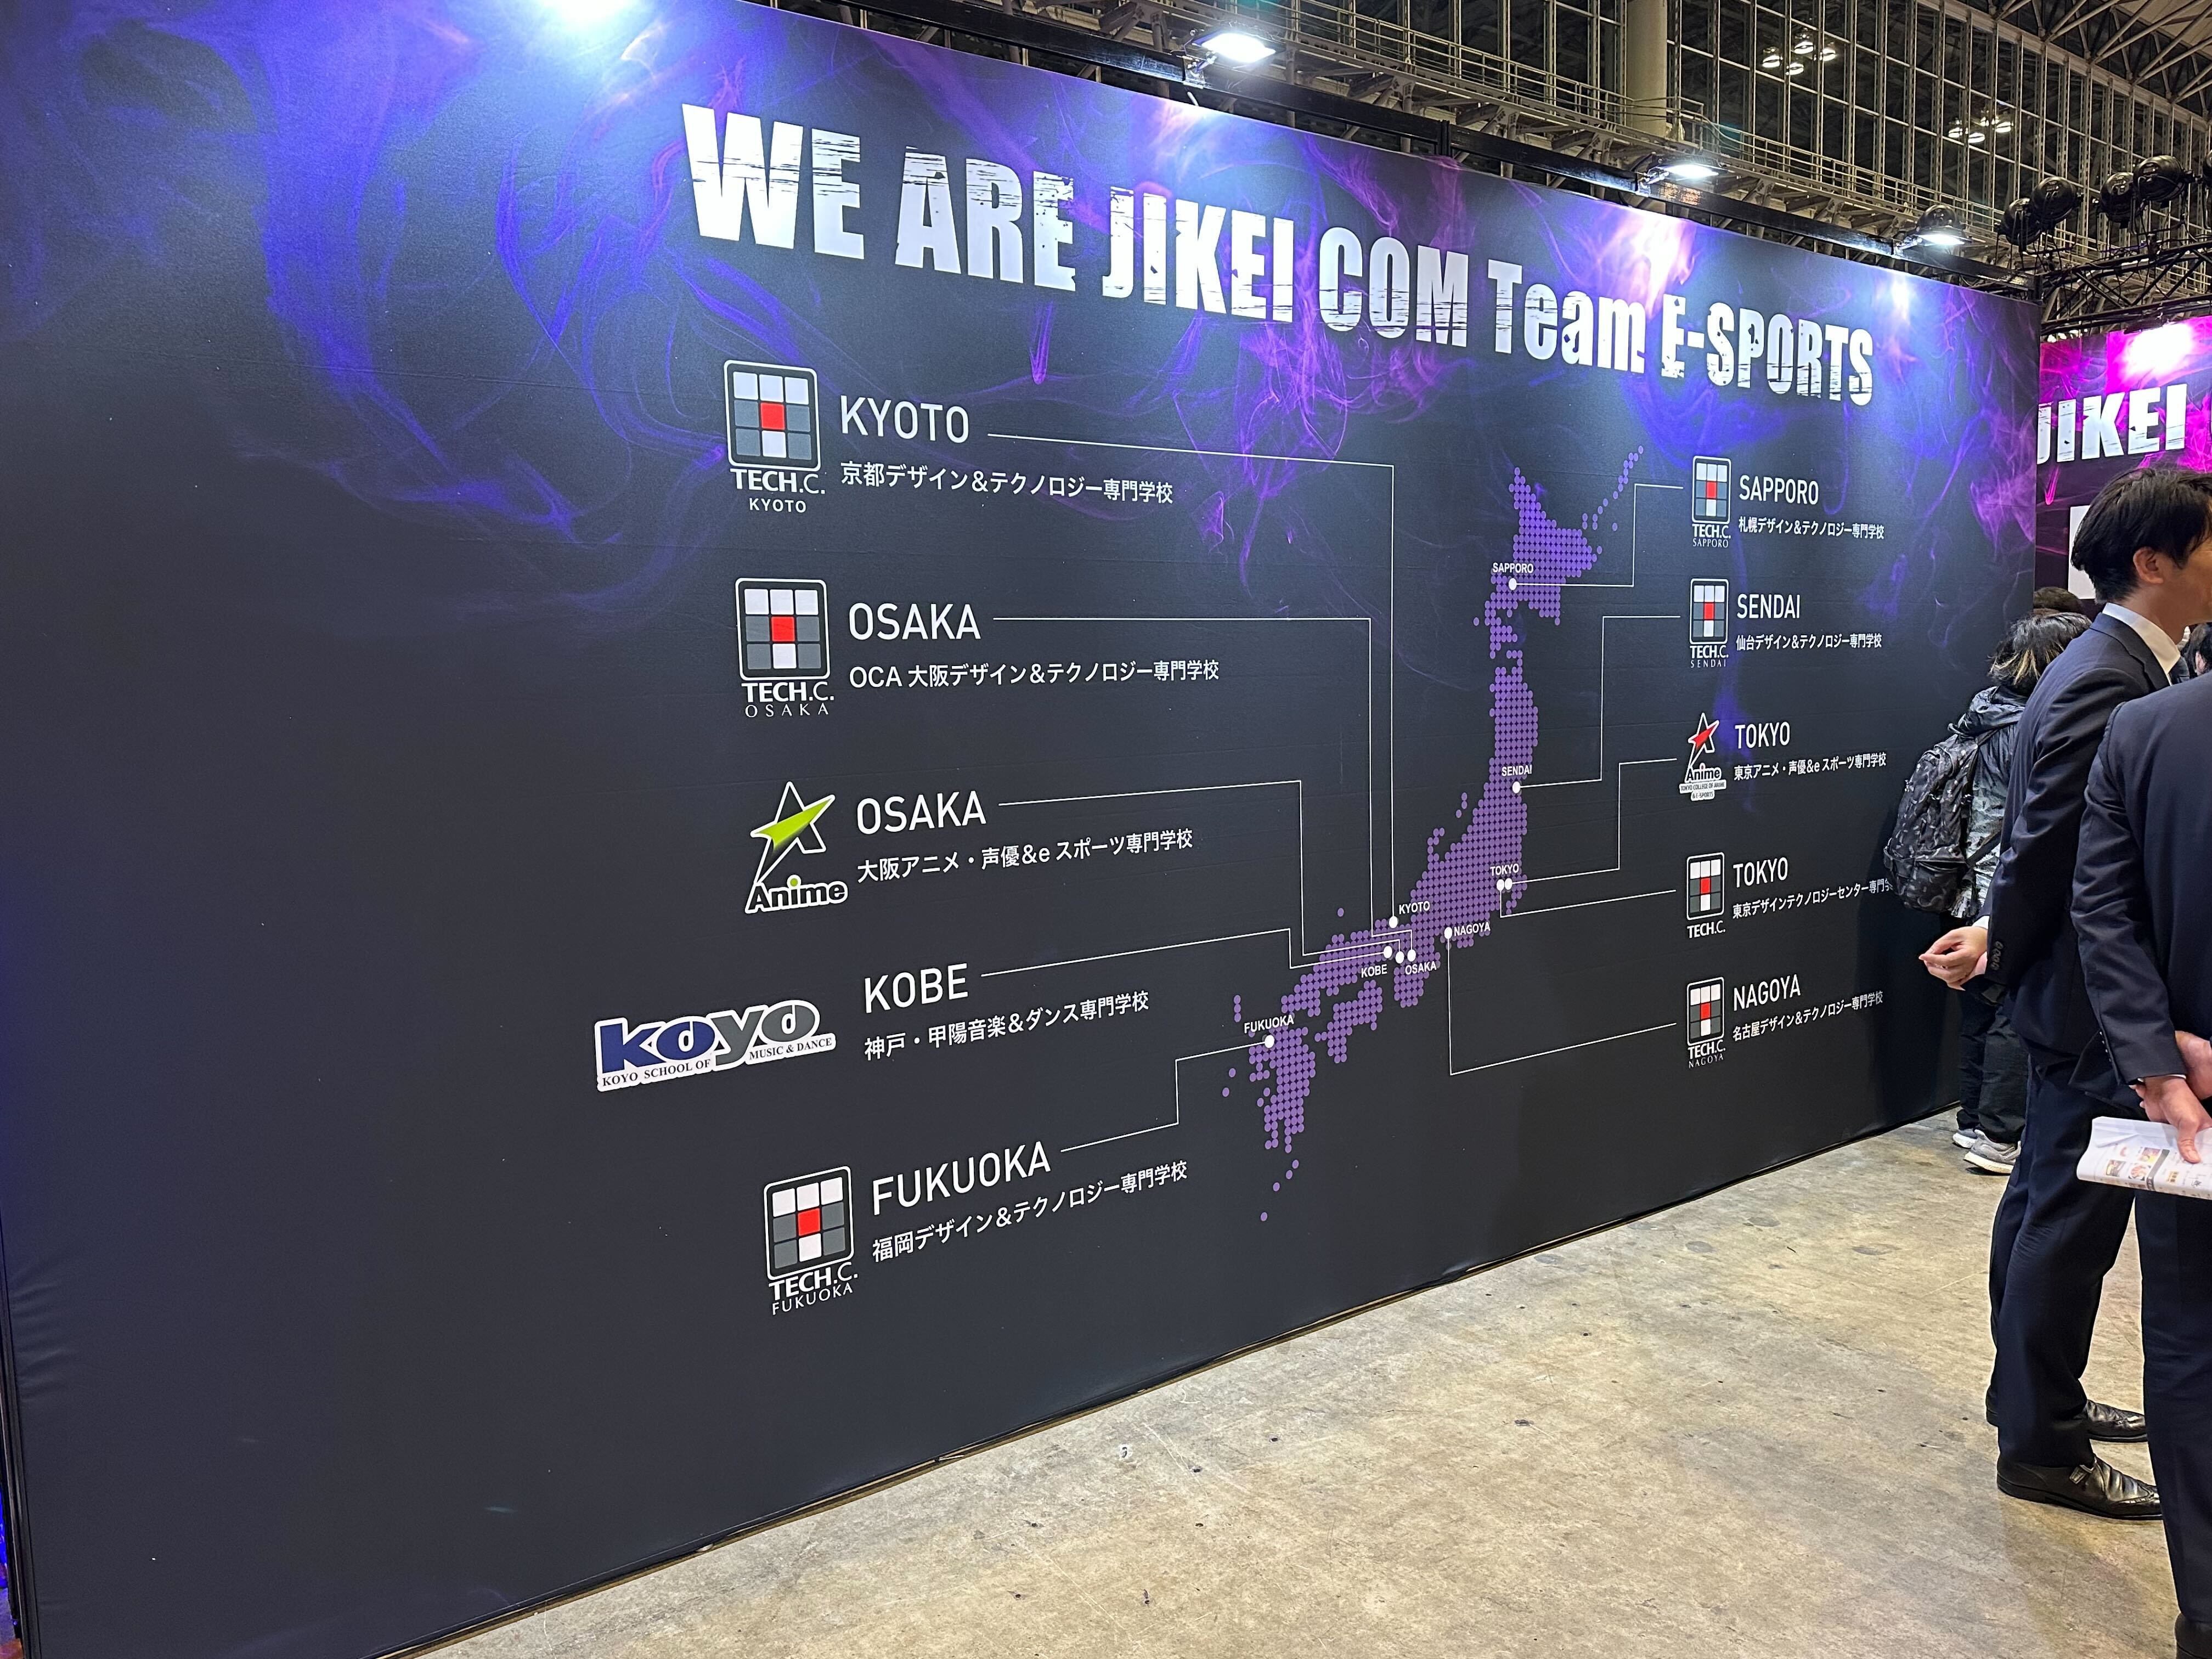 WE ARE JIKEI COM Team E-SPORTS
JIKEI
TECH.C.
KYOTO
KYOTO
京都デザイン＆テクノロジー専門学校
TECH.C.
OSAKA
OSAKA
OCA 大阪デザイン＆テクノロジー専門学校
Anime
OSAKA
大阪アニメ・声優＆e スポーツ専門学校
koyo
KOYO SCHOOL OF MUSIC & DANCE
KOBE
神戸・甲陽音楽＆ダンス専門学校
TECH.C.
FUKUOKA
FUKUOKA
福岡デザイン＆テクノロジー専門学校
SAPPORO
SENDAI
TOKYO
KYOTO
NAGOYA
KOBE
OSAKA
FUKUOKA
TECH.C.
SAPPORO
SAPPORO
札幌デザイン＆テクノロジー専門学校
TECH.C.
SENDAI
SENDAI
仙台デザイン＆テクノロジー専門学校
Anime
TOKYO COLLEGE OF ANIME
& E-SPORTS
TOKYO
東京アニメ・声優＆e スポーツ専門学校
TECH.C.
TOKYO
東京デザインテクノロジーセンター専門
TECH.C.
NAGOYA
NAGOYA
名古屋デザイン＆テクノロジー専門学校